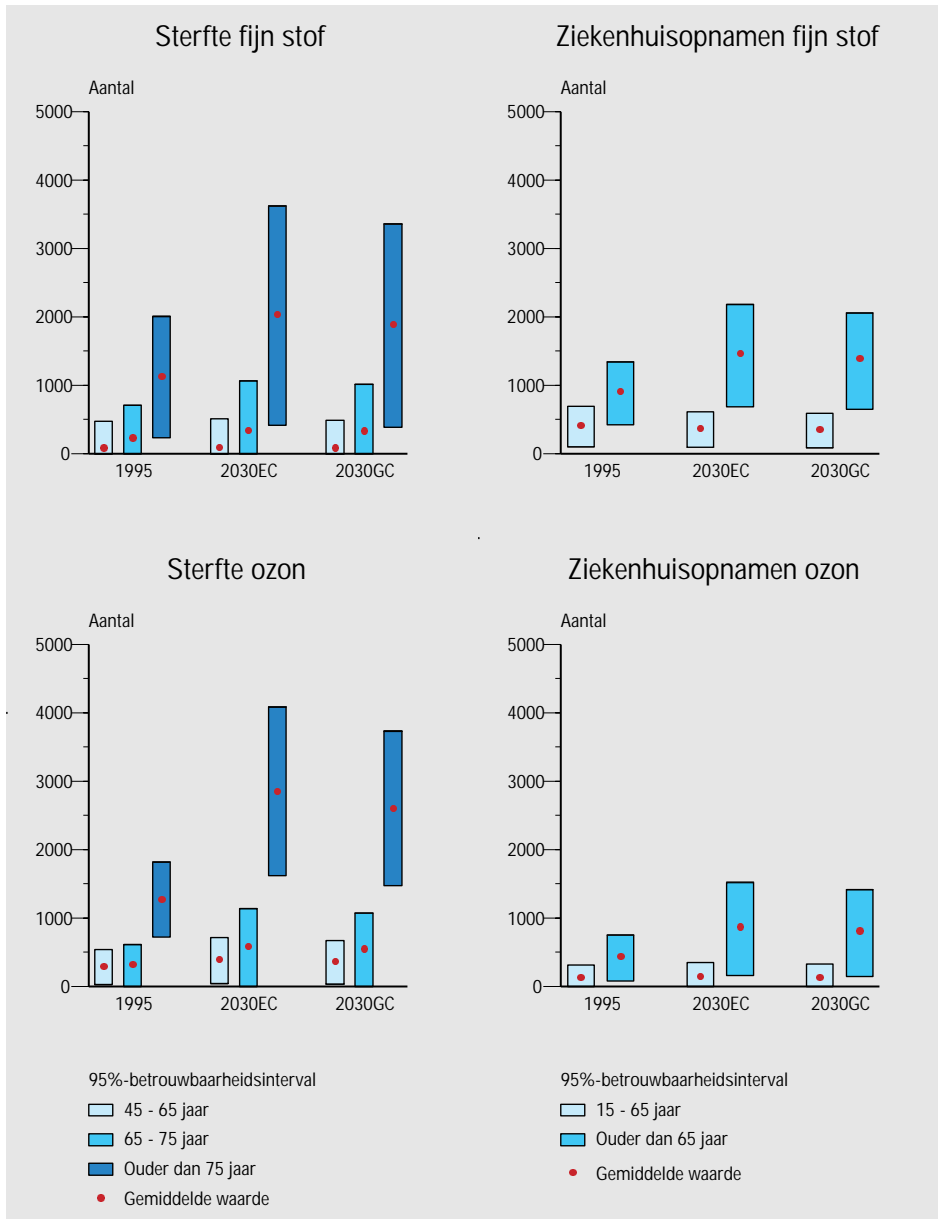 Sterfte fijn stof
Aantal
5000
4000
3000
2000
1000
0
1995 2030EC 2030GC
Ziekenhuisopnamen fijn stof
Aantal
5000
4000
3000
2000
1000
0
1995 2030EC 2030GC
Sterfte ozon
Aantal
5000
4000
3000
2000
1000
0
1995 2030EC 2030GC
Ziekenhuisopnamen ozon
Aantal
5000
4000
3000
2000
1000
0
1995 2030EC 2030GC
95%-betrouwbaarheidsinterval
45 - 65 jaar
65 - 75 jaar
Ouder dan 75 jaar
Gemiddelde waarde
95%-betrouwbaarheidsinterval
15 - 65 jaar
Ouder dan 65 jaar
Gemiddelde waarde